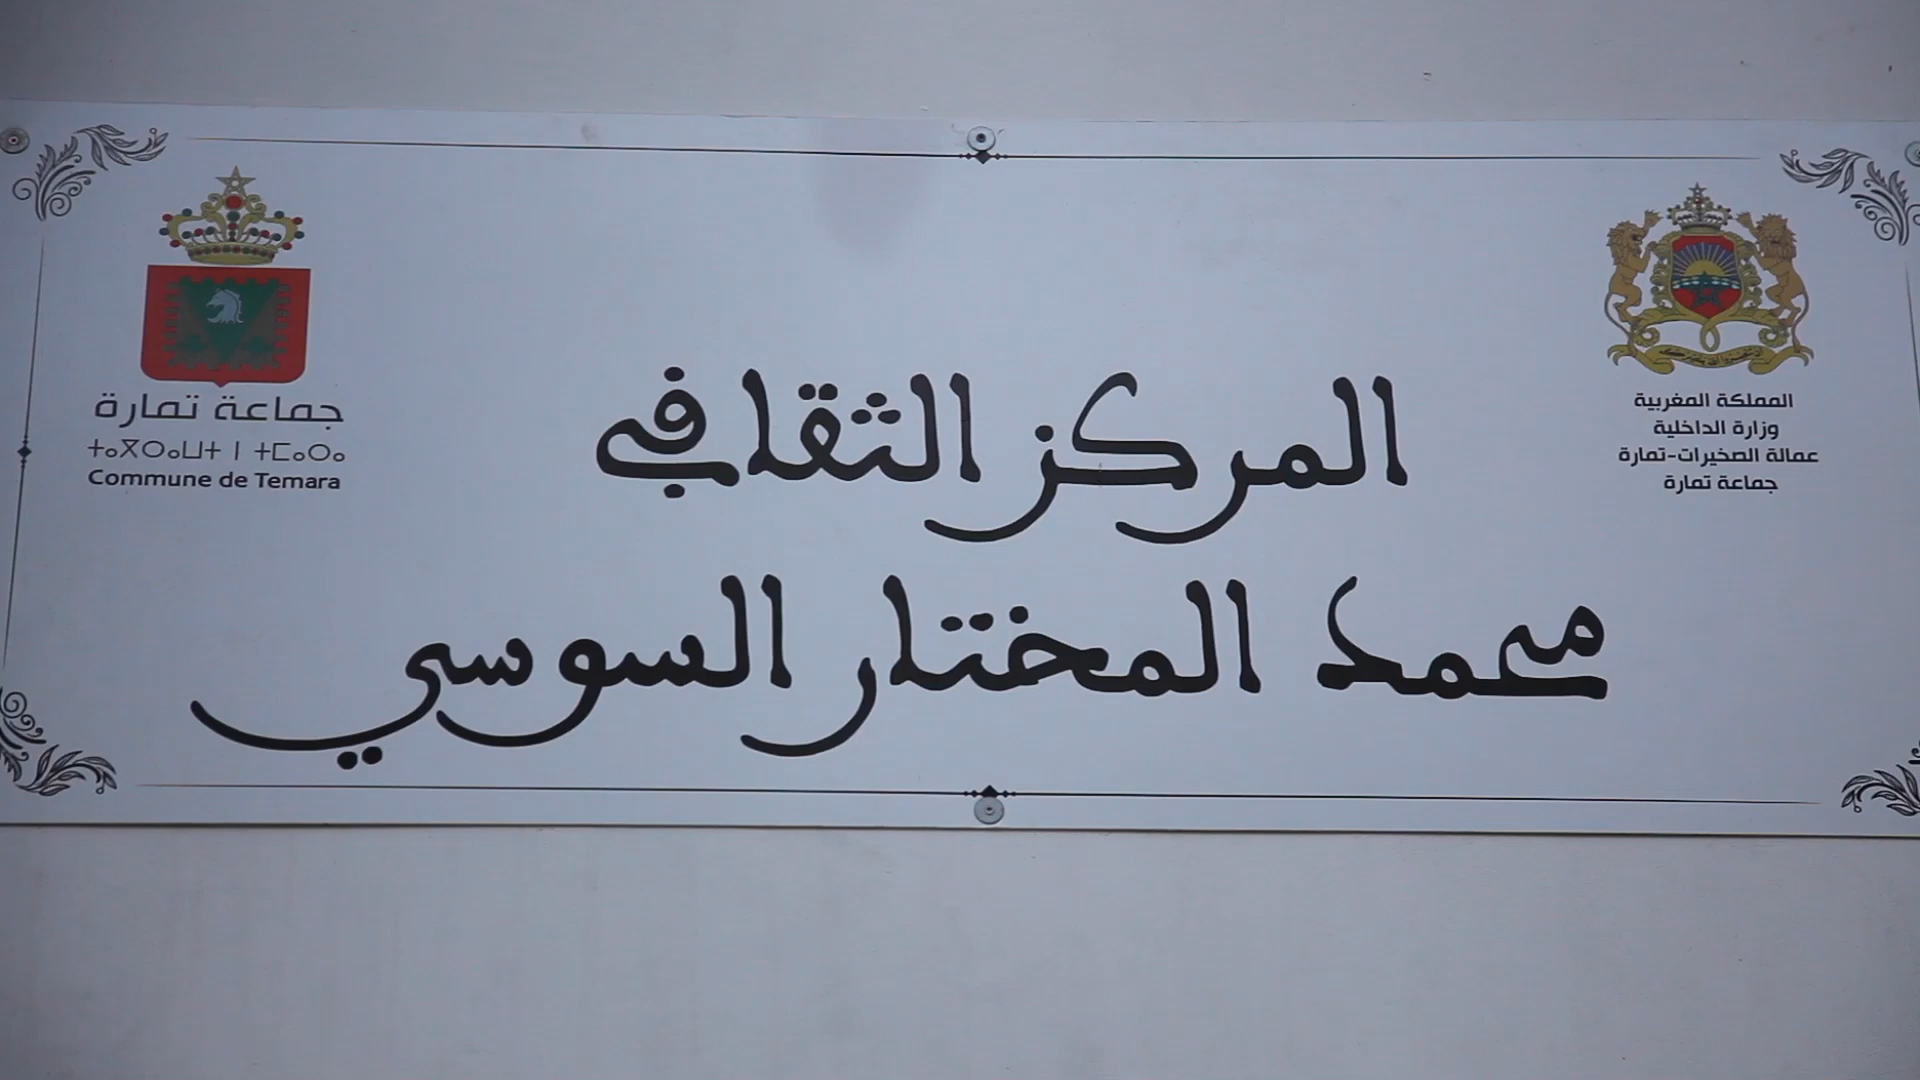 المملكة المغربية
وزارة الداخلية
عمالة الصخيرات-تمارة
جماعة تمارة
جماعة تمارة
ⵜⴰⴳⵔⴰⵡⵜ ⵏ ⵜⵎⴰⵔⴰ
Commune de Temara
المركز الثقافي
محمد المختار السوسي